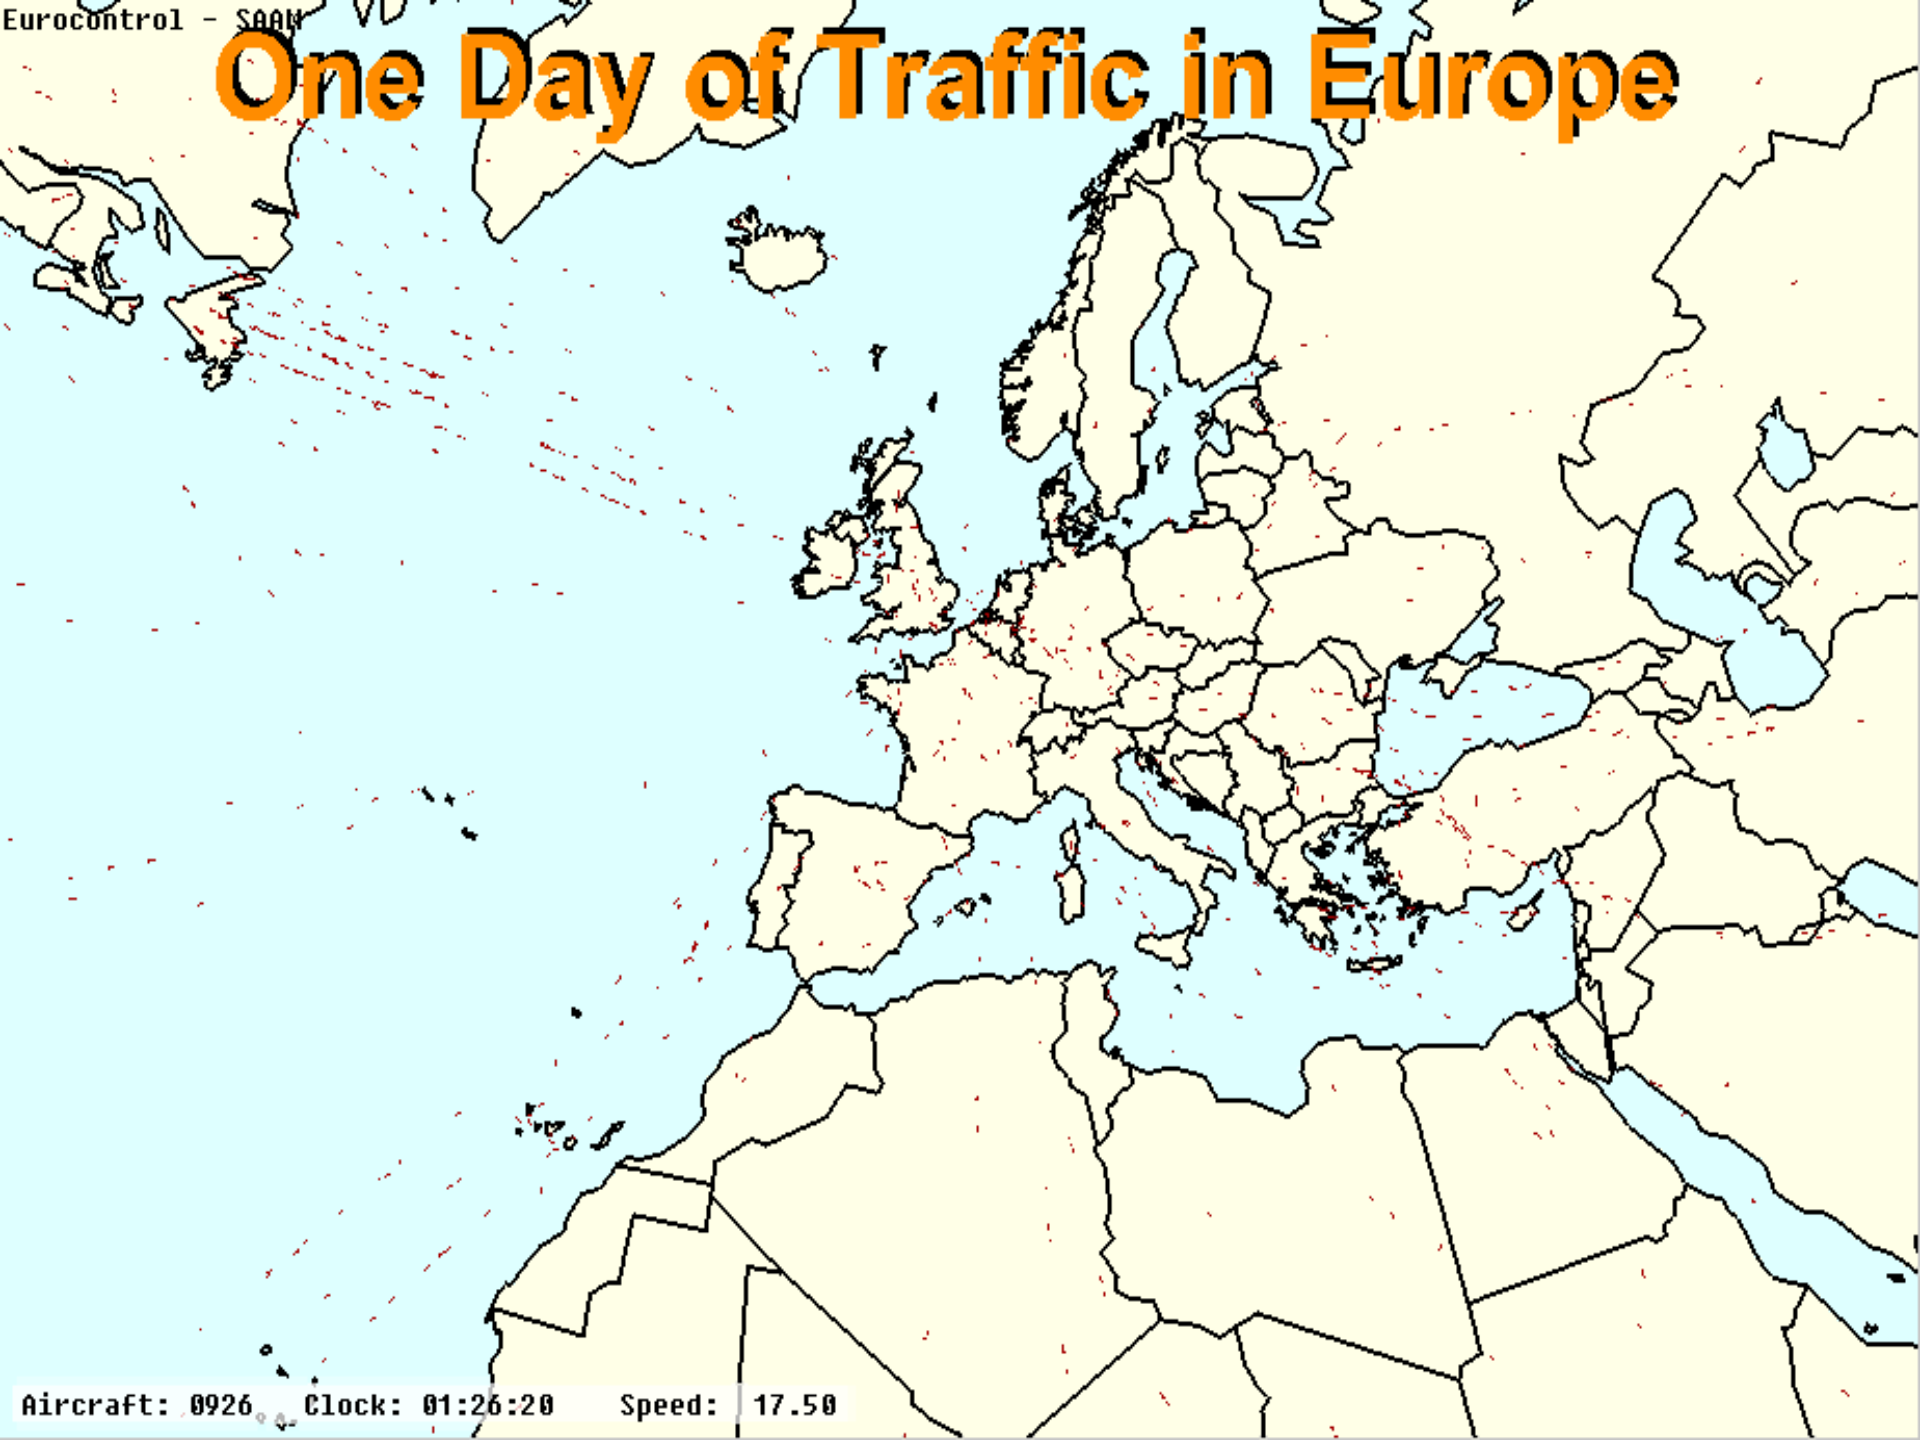 Eurocontrol - SAAM
One Day of Traffic in Europe
Aircraft: 0926 Clock: 01:26:20 Speed: 17.50